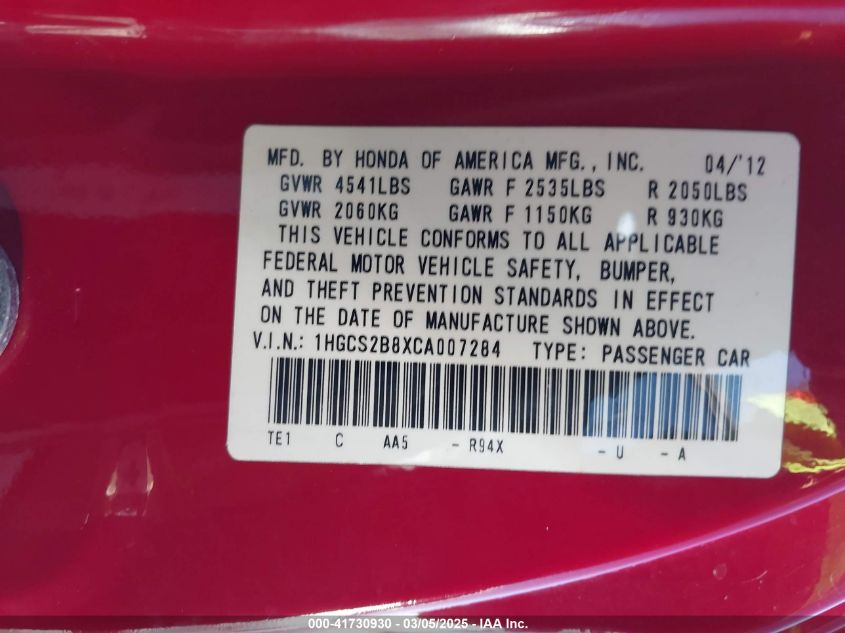 MFD. BY HONDA OF AMERICA MFG., INC. 04/'12
GVWR 4541LBS GAWR F 2535LBS R 2050LBS
GVWR 2060KG GAWR F 1150KG R 930KG
THIS VEHICLE CONFORMS TO ALL APPLICABLE
FEDERAL MOTOR VEHICLE SAFETY, BUMPER,
AND THEFT PREVENTION STANDARDS IN EFFECT
ON THE DATE OF MANUFACTURE SHOWN ABOVE.
V.I.N.: 1HGCS2B8XCA007284 TYPE: PASSENGER CAR
TE1 C AA5 - R94X - U - A
000-41730930 - 03/05/2025 - IAA Inc.